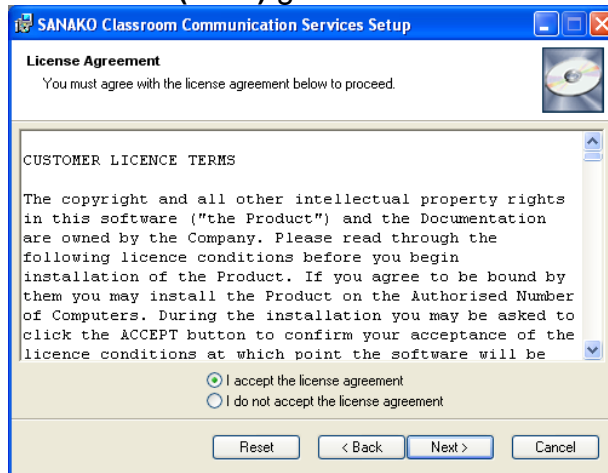 SANAKO Classroom Communication Services Setup
License Agreement
You must agree with the license agreement below to proceed.
CUSTOMER LICENCE TERMS
The copyright and all other intellectual property rights
in this software ("the Product") and the Documentation
are owned by the Company. Please read through the
following licence conditions before you begin
installation of the Product. If you agree to be bound by
them you may install the Product on the Authorised Number
of Computers. During the installation you may be asked to
click the ACCEPT button to confirm your acceptance of the
licence conditions at which point the software will be
I accept the license agreement
I do not accept the license agreement
Reset
< Back
Next >
Cancel